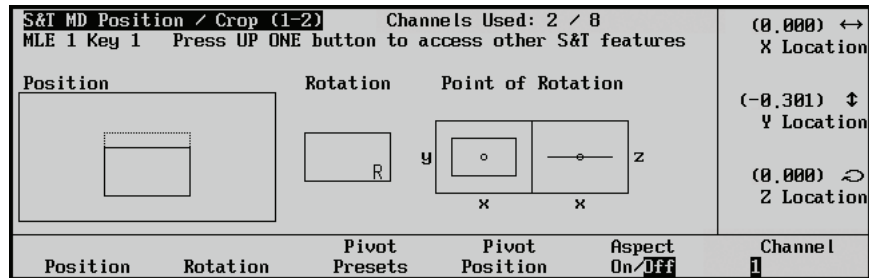 S&T MD Position / Crop (1-2) Channels Used: 2 / 8
MLE 1 Key 1 Press UP ONE button to access other S&T features
(0.000) ↔
X Location
Position Rotation Point of Rotation
(-0.301) ↕
Y Location
R y z
x x
(0.000)
Z Location
Position Rotation Pivot Presets Pivot Position Aspect On/Off Channel 1